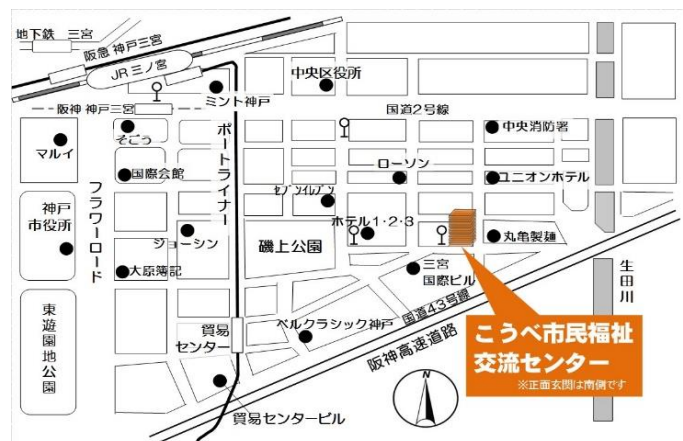 地下鉄 三宮
阪急 神戸三宮
JR 三ノ宮
中央区役所
ミント神戸
阪神 神戸三宮
国道2号線
そごう
マルイ
中央消防署
ポートライナー
ローソン
国際会館
ユニオンホテル
フラワーロード
セブンイレブン
神戸
市役所
ホテル1・2・3
丸亀製麺
ジョーシン
磯上公園
大原簿記
三宮
国際ビル
国道43号線
生田川
貿易
センター
ベルクラシック神戸
阪神高速道路
こうべ市民福祉
交流センター
※正面玄関は南側です
東遊園地公園
N
貿易センタービル